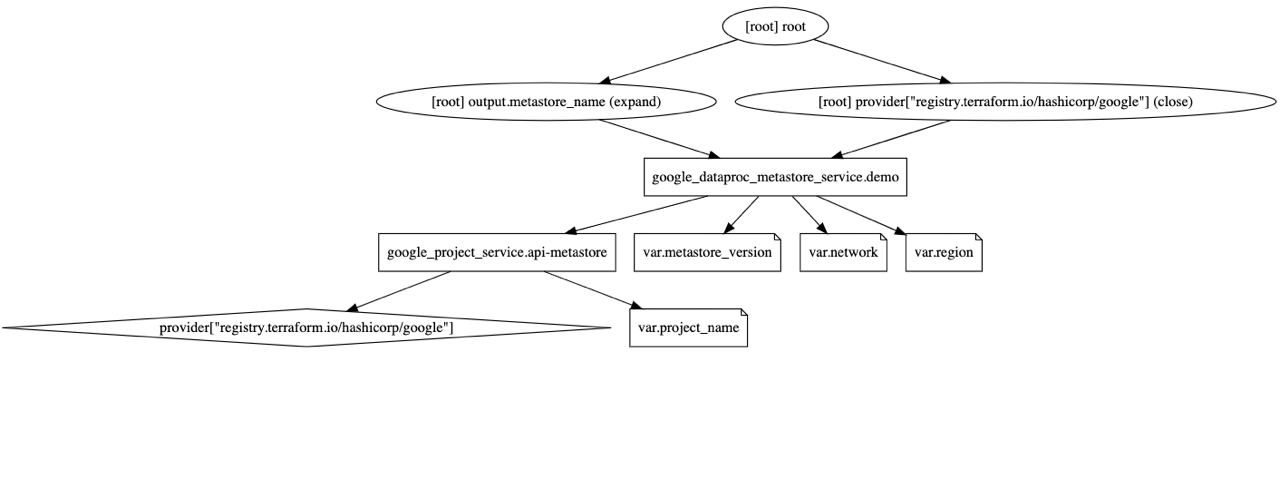 [root] root
[root] output.metastore_name (expand)
[root] provider["registry.terraform.io/hashicorp/google"] (close)
google_dataproc_metastore_service.demo
google_project_service.api-metastore
var.metastore_version
var.network
var.region
provider["registry.terraform.io/hashicorp/google"]
var.project_name